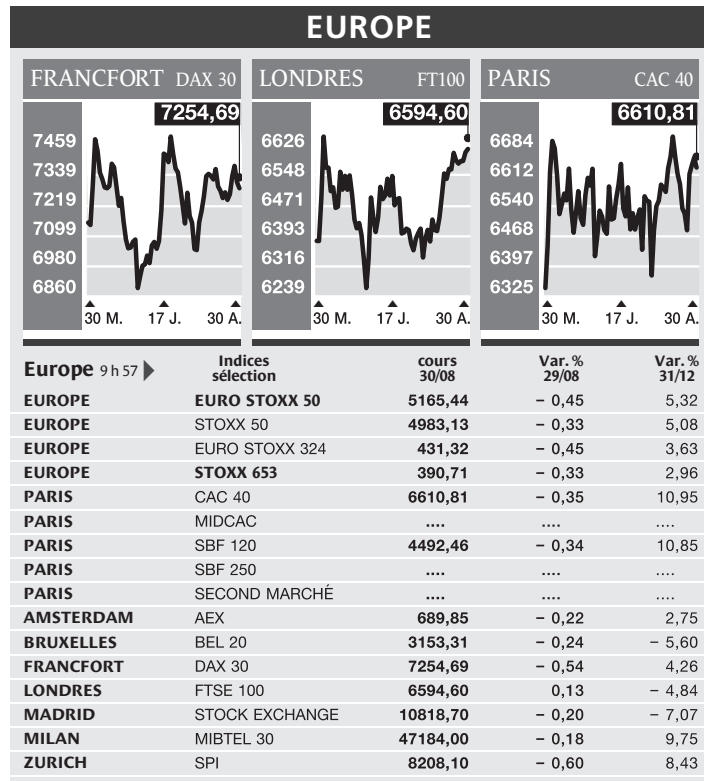 EUROPE
FRANCFORT DAX 30
7254,69
7459
7339
7219
7099
6980
6860
30 M. 17 J. 30 A.
LONDRES FT100
6594,60
6626
6548
6471
6393
6316
6239
30 M. 17 J. 30 A.
PARIS CAC 40
6610,81
6684
6612
6540
6468
6397
6325
30 M. 17 J. 30 A.
Europe 9 h 57 Indices sélection cours 30/08 Var. % 29/08 Var. % 31/12
EUROPE EURO STOXX 50 5165,44 – 0,45 5,32
EUROPE STOXX 50 4983,13 – 0,33 5,08
EUROPE EURO STOXX 324 431,32 – 0,45 3,63
EUROPE STOXX 653 390,71 – 0,33 2,96
PARIS CAC 40 6610,81 – 0,35 10,95
PARIS MIDCAC .... .... ....
PARIS SBF 120 4492,46 – 0,34 10,85
PARIS SBF 250 .... .... ....
PARIS SECOND MARCHÉ .... .... ....
AMSTERDAM AEX 689,85 – 0,22 2,75
BRUXELLES BEL 20 3153,31 – 0,24 – 5,60
FRANCFORT DAX 30 7254,69 – 0,54 4,26
LONDRES FTSE 100 6594,60 0,13 – 4,84
MADRID STOCK EXCHANGE 10818,70 – 0,20 – 7,07
MILAN MIBTEL 30 47184,00 – 0,18 9,75
ZURICH SPI 8208,10 – 0,60 8,43